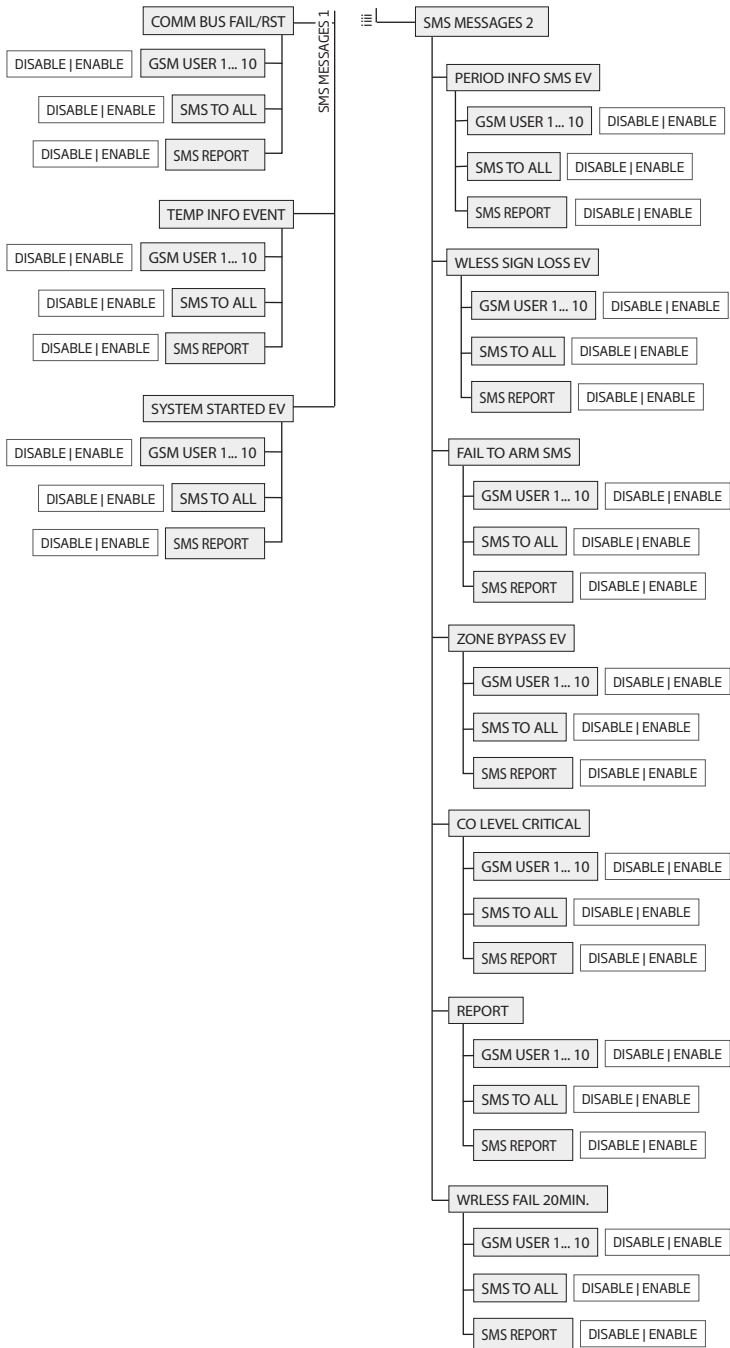 SMS MESSAGES 1
COMM BUS FAIL/RST
DISABLE | ENABLE GSM USER 1... 10
DISABLE | ENABLE SMS TO ALL
DISABLE | ENABLE SMS REPORT
TEMP INFO EVENT
DISABLE | ENABLE GSM USER 1... 10
DISABLE | ENABLE SMS TO ALL
DISABLE | ENABLE SMS REPORT
SYSTEM STARTED EV
DISABLE | ENABLE GSM USER 1... 10
DISABLE | ENABLE SMS TO ALL
DISABLE | ENABLE SMS REPORT
SMS MESSAGES 2
PERIOD INFO SMS EV
GSM USER 1... 10 DISABLE | ENABLE
SMS TO ALL DISABLE | ENABLE
SMS REPORT DISABLE | ENABLE
WLESS SIGN LOSS EV
GSM USER 1... 10 DISABLE | ENABLE
SMS TO ALL DISABLE | ENABLE
SMS REPORT DISABLE | ENABLE
FAIL TO ARM SMS
GSM USER 1... 10 DISABLE | ENABLE
SMS TO ALL DISABLE | ENABLE
SMS REPORT DISABLE | ENABLE
ZONE BYPASS EV
GSM USER 1... 10 DISABLE | ENABLE
SMS TO ALL DISABLE | ENABLE
SMS REPORT DISABLE | ENABLE
CO LEVEL CRITICAL
GSM USER 1... 10 DISABLE | ENABLE
SMS TO ALL DISABLE | ENABLE
SMS REPORT DISABLE | ENABLE
REPORT
GSM USER 1... 10 DISABLE | ENABLE
SMS TO ALL DISABLE | ENABLE
SMS REPORT DISABLE | ENABLE
WRLESS FAIL 20MIN.
GSM USER 1... 10 DISABLE | ENABLE
SMS TO ALL DISABLE | ENABLE
SMS REPORT DISABLE | ENABLE